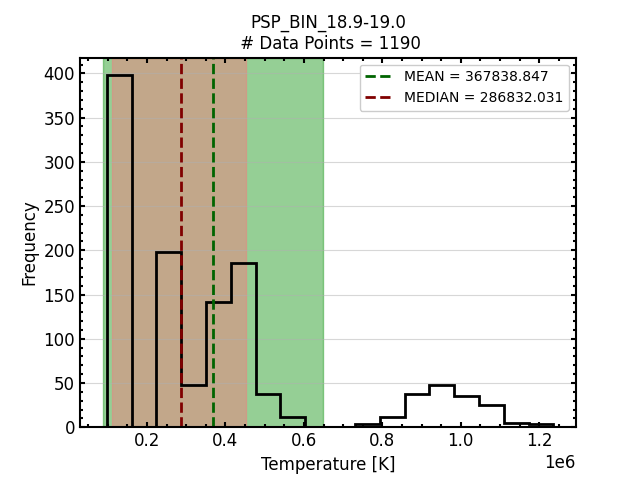 PSP_BIN_18.9-19.0
# Data Points = 1190
MEAN = 367838.847
MEDIAN = 286832.031
Frequency
400
350
300
250
200
150
100
50
0
0.2 0.4 0.6 0.8 1.0 1.2
1e6
Temperature [K]